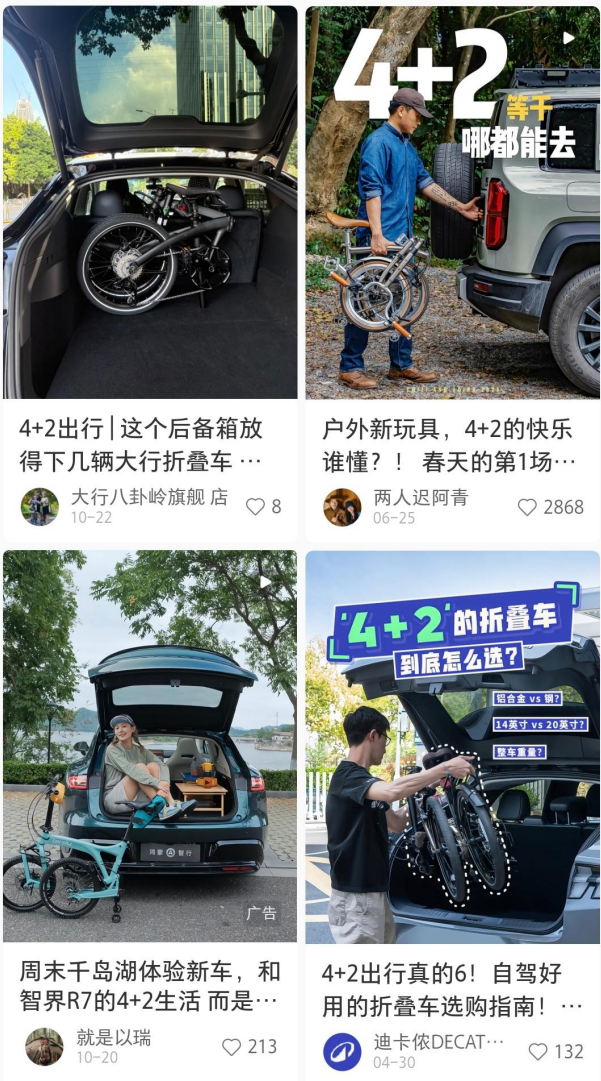 4+2出行 | 这个后备箱放
得下几辆大行折叠车 …
大行八卦岭旗舰 店
10-22
8
4+2
等于
哪都能去
户外新玩具，4+2的快乐
谁懂？！ 春天的第1场…
两人迟阿青
06-25
2868
鸿蒙 智行
广告
周末千岛湖体验新车，和
智界R7的4+2生活 而是…
就是以瑞
10-20
213
'4+2'的折叠车
到底怎么选?
铝合金 vs 钢?
14英寸 vs 20英寸?
整车重量?
4+2出行真的6！自驾好
用的折叠车选购指南！ …
迪卡侬DECAT…
04-30
132